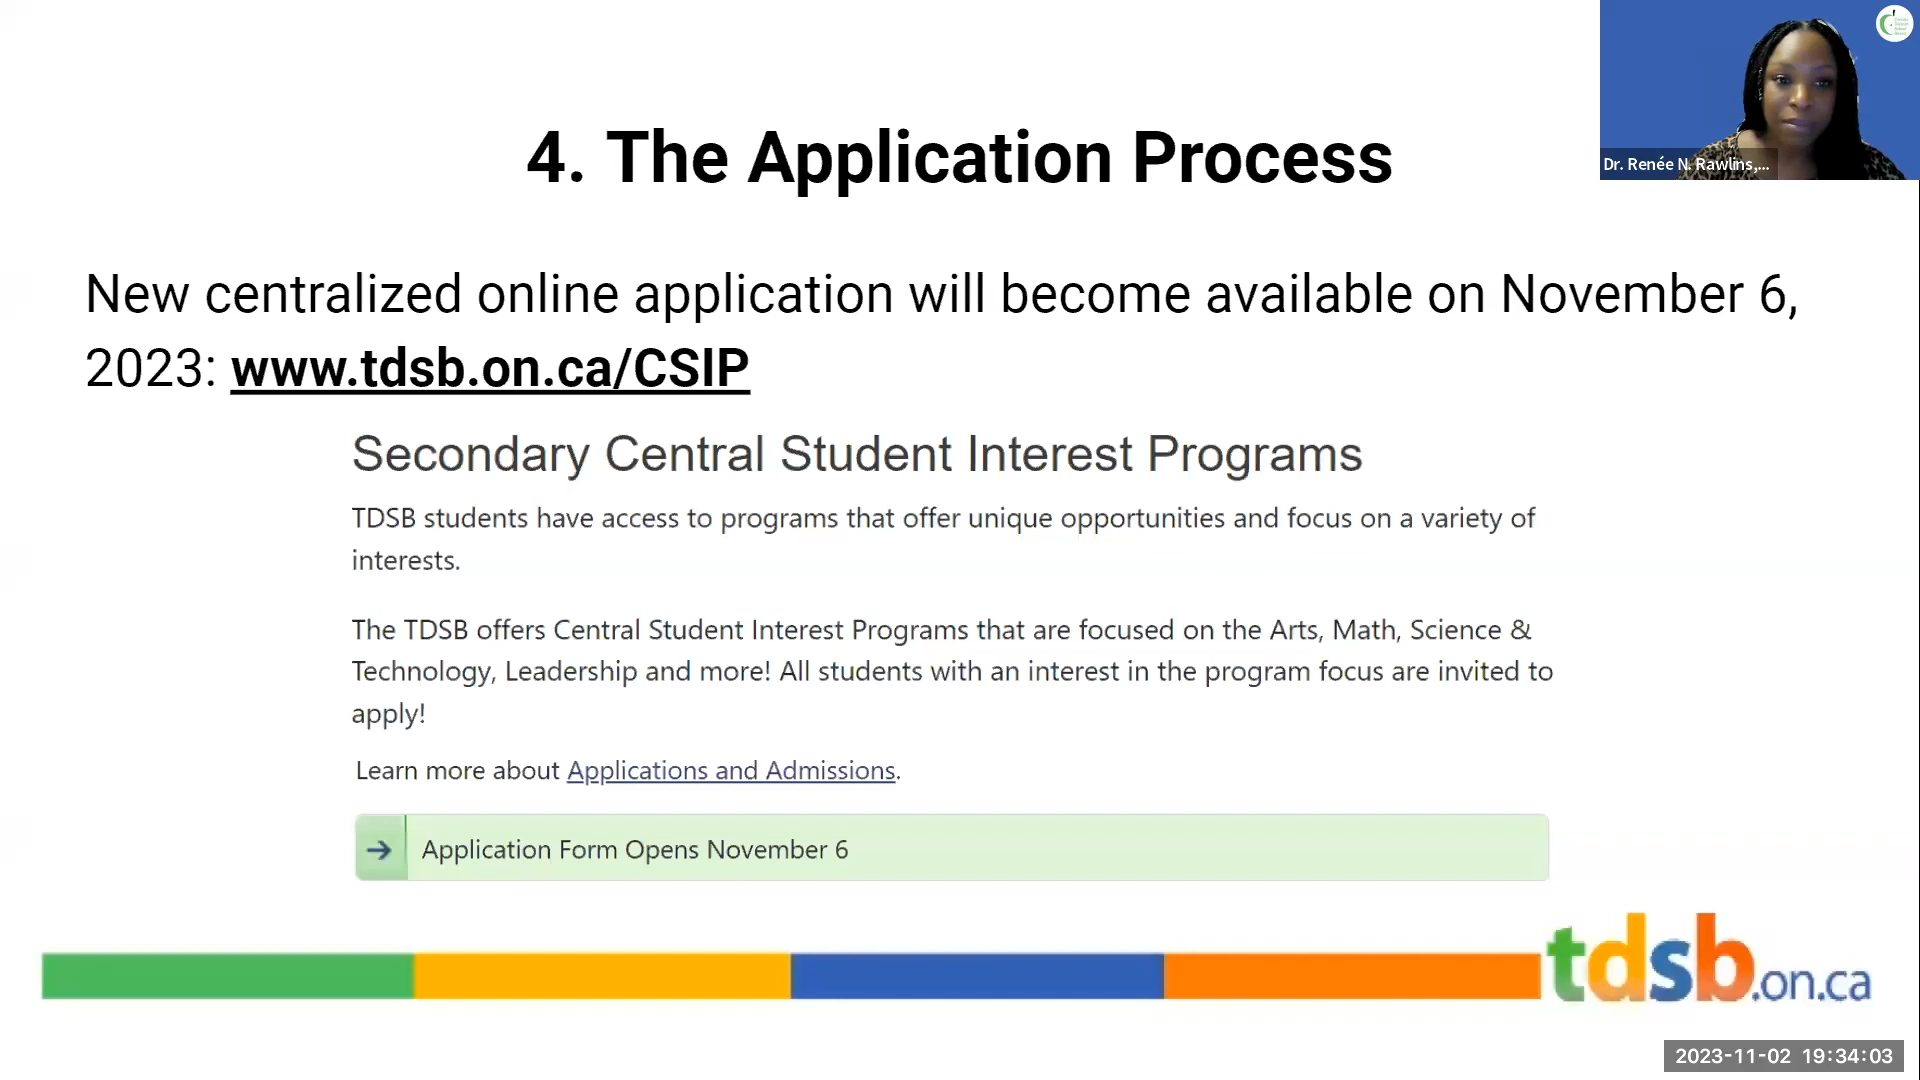 4. The Application Process
Dr. Renée N. Rawlins,...
New centralized online application will become available on November 6,
2023: www.tdsb.on.ca/CSIP
Secondary Central Student Interest Programs
TDSB students have access to programs that offer unique opportunities and focus on a variety of
interests.
The TDSB offers Central Student Interest Programs that are focused on the Arts, Math, Science &
Technology, Leadership and more! All students with an interest in the program focus are invited to
apply!
Learn more about Applications and Admissions.
→ Application Form Opens November 6
tdsb.on.ca
2023-11-02 19:34:03